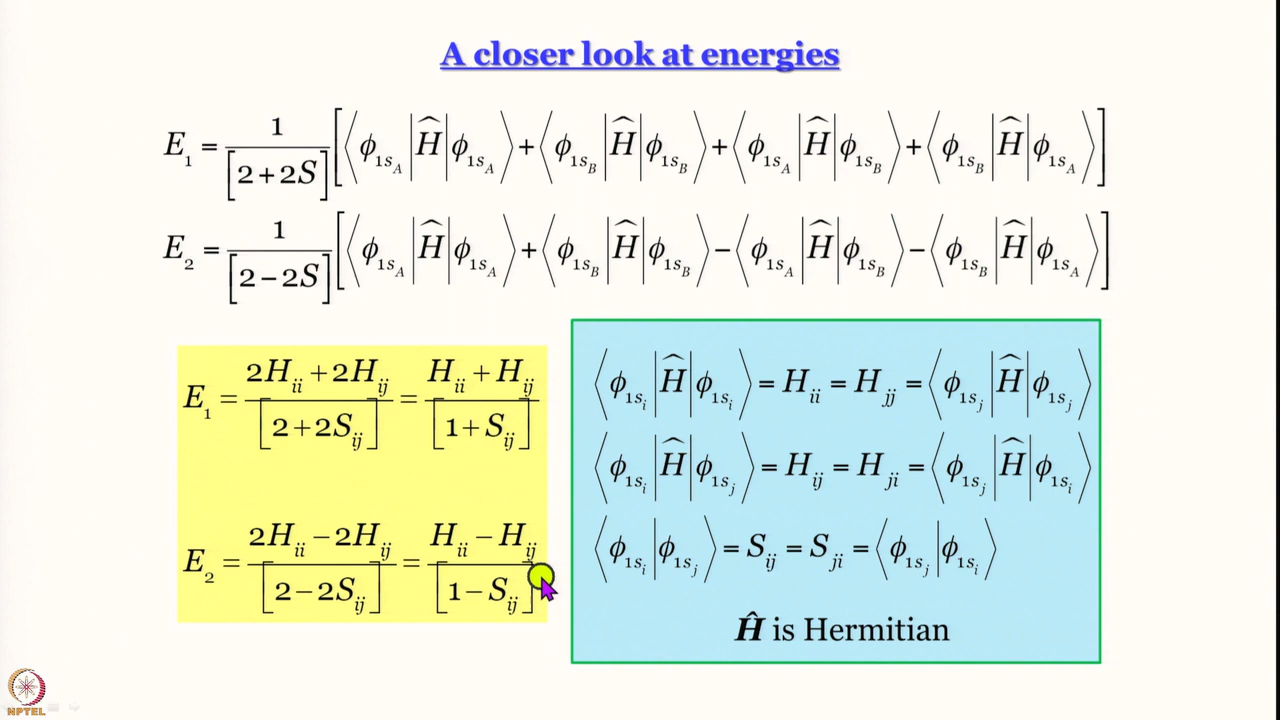 A closer look at energies
E₁ = 1/[2+2S] [⟨ϕ₁ₛ_A|Ĥ|ϕ₁ₛ_A⟩+⟨ϕ₁ₛ_B|Ĥ|ϕ₁ₛ_B⟩+⟨ϕ₁ₛ_A|Ĥ|ϕ₁ₛ_B⟩+⟨ϕ₁ₛ_B|Ĥ|ϕ₁ₛ_A⟩]
E₂ = 1/[2−2S] [⟨ϕ₁ₛ_A|Ĥ|ϕ₁ₛ_A⟩+⟨ϕ₁ₛ_B|Ĥ|ϕ₁ₛ_B⟩−⟨ϕ₁ₛ_A|Ĥ|ϕ₁ₛ_B⟩−⟨ϕ₁ₛ_B|Ĥ|ϕ₁ₛ_A⟩]
E₁ = 2H_ii+2H_ij/[2+2S_ij] = H_ii+H_ij/[1+S_ij]
E₂ = 2H_ii−2H_ij/[2−2S_ij] = H_ii−H_ij/[1−S_ij]
⟨ϕ₁ₛ_i|Ĥ|ϕ₁ₛ_i⟩ = H_ii = H_jj = ⟨ϕ₁ₛ_j|Ĥ|ϕ₁ₛ_j⟩
⟨ϕ₁ₛ_i|Ĥ|ϕ₁ₛ_j⟩ = H_ij = H_ji = ⟨ϕ₁ₛ_j|Ĥ|ϕ₁ₛ_i⟩
⟨ϕ₁ₛ_i|ϕ₁ₛ_j⟩ = S_ij = S_ji = ⟨ϕ₁ₛ_j|ϕ₁ₛ_i⟩
Ĥ is Hermitian
NPTEL